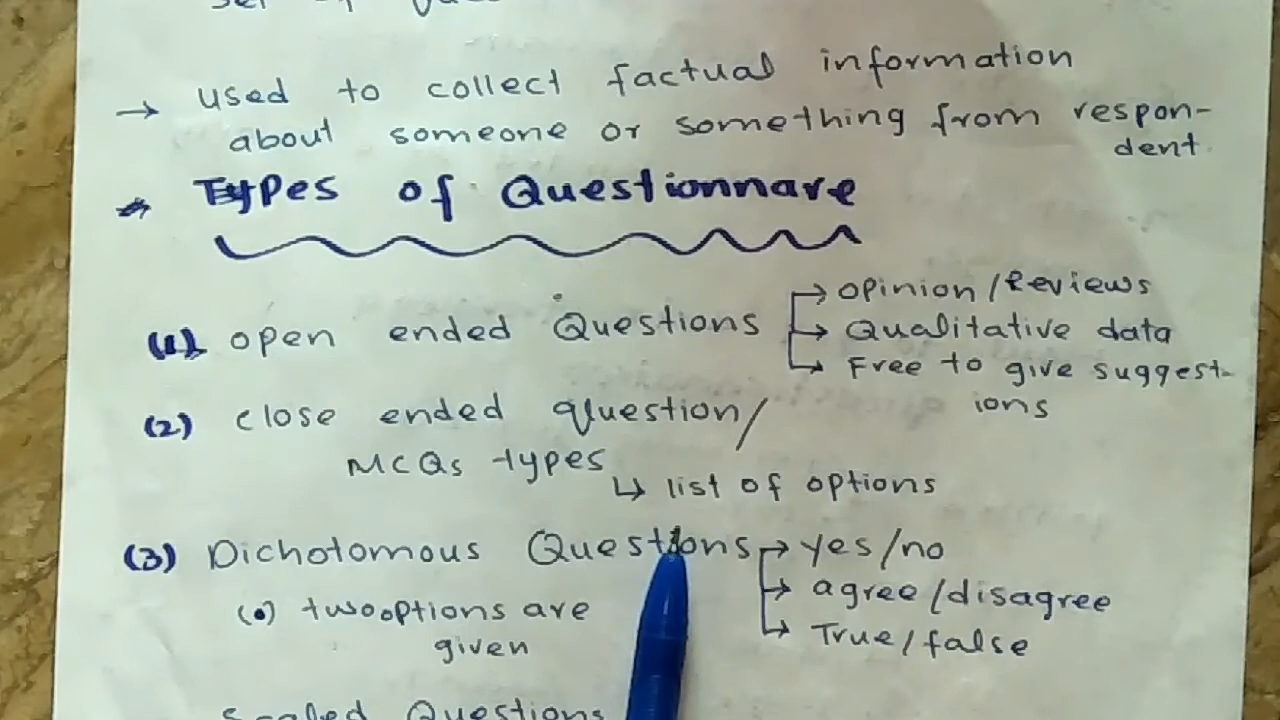 → used to collect factual information
about someone or something from respon-
dent
* Types of Questionnare
(1) open ended Questions → opinion/Reviews
→ Qualitative data
→ Free to give suggest-
ions
(2) close ended question/
MCQs types
↳ list of options
(3) Dichotomous Questions → yes/no
→ agree/disagree
(•) two options are → True/false
given
Scaled Questions